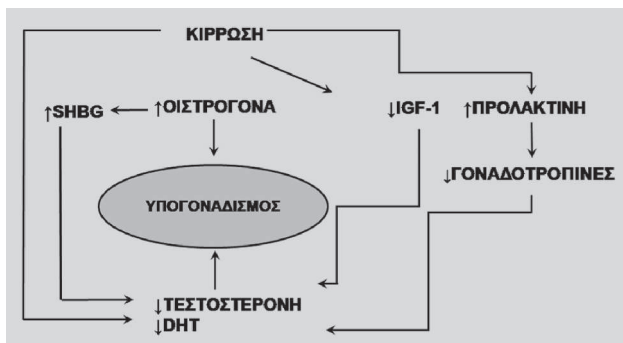 ΚΙΡΡΩΣΗ
↑SHBG
↑ΟΙΣΤΡΟΓΟΝΑ
↓IGF-1
↑ΠΡΟΛΑΚΤΙΝΗ
↓ΓΟΝΑΔΟΤΡΟΠΙΝΕΣ
ΥΠΟΓΟΝΑΔΙΣΜΟΣ
↓ΤΕΣΤΟΣΤΕΡΟΝΗ
↓DHT